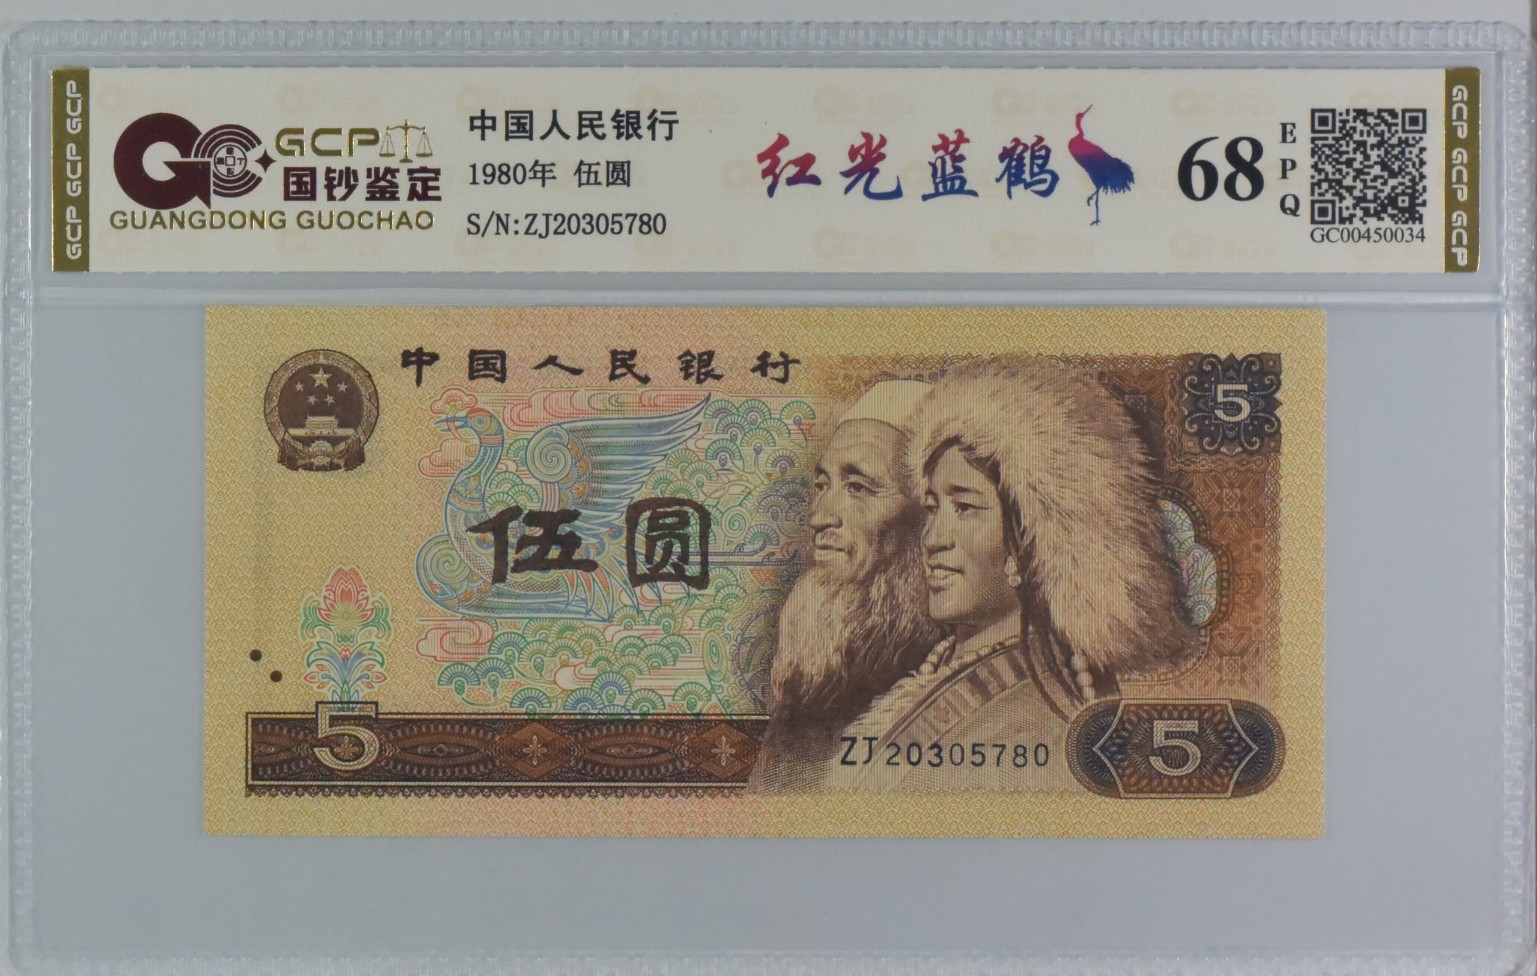 GCP GCP GCP
GCP
国钞鉴定
GUANGDONG GUOCHAO
中国人民银行
1980年 伍圆
S/N:ZJ20305780
红光蓝鹤
68
EPQ
GC00450034
GCP GCP GCP
中国人民银行
5
伍圆
5
ZJ20305780
5